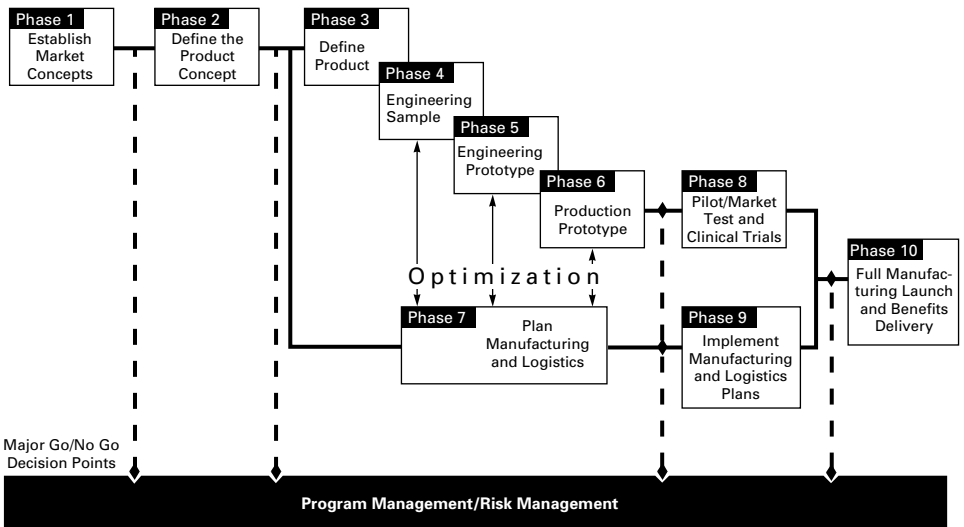 Phase 1
Establish
Market
Concepts
Phase 2
Define the
Product
Concept
Phase 3
Define
Product
Phase 4
Engineering
Sample
Phase 5
Engineering
Prototype
Phase 6
Production
Prototype
Phase 8
Pilot/Market
Test and
Clinical Trials
Optimization
Phase 7
Plan
Manufacturing
and Logistics
Phase 9
Implement
Manufacturing
and Logistics
Plans
Phase 10
Full Manufac-
turing Launch
and Benefits
Delivery
Major Go/No Go
Decision Points
Program Management/Risk Management